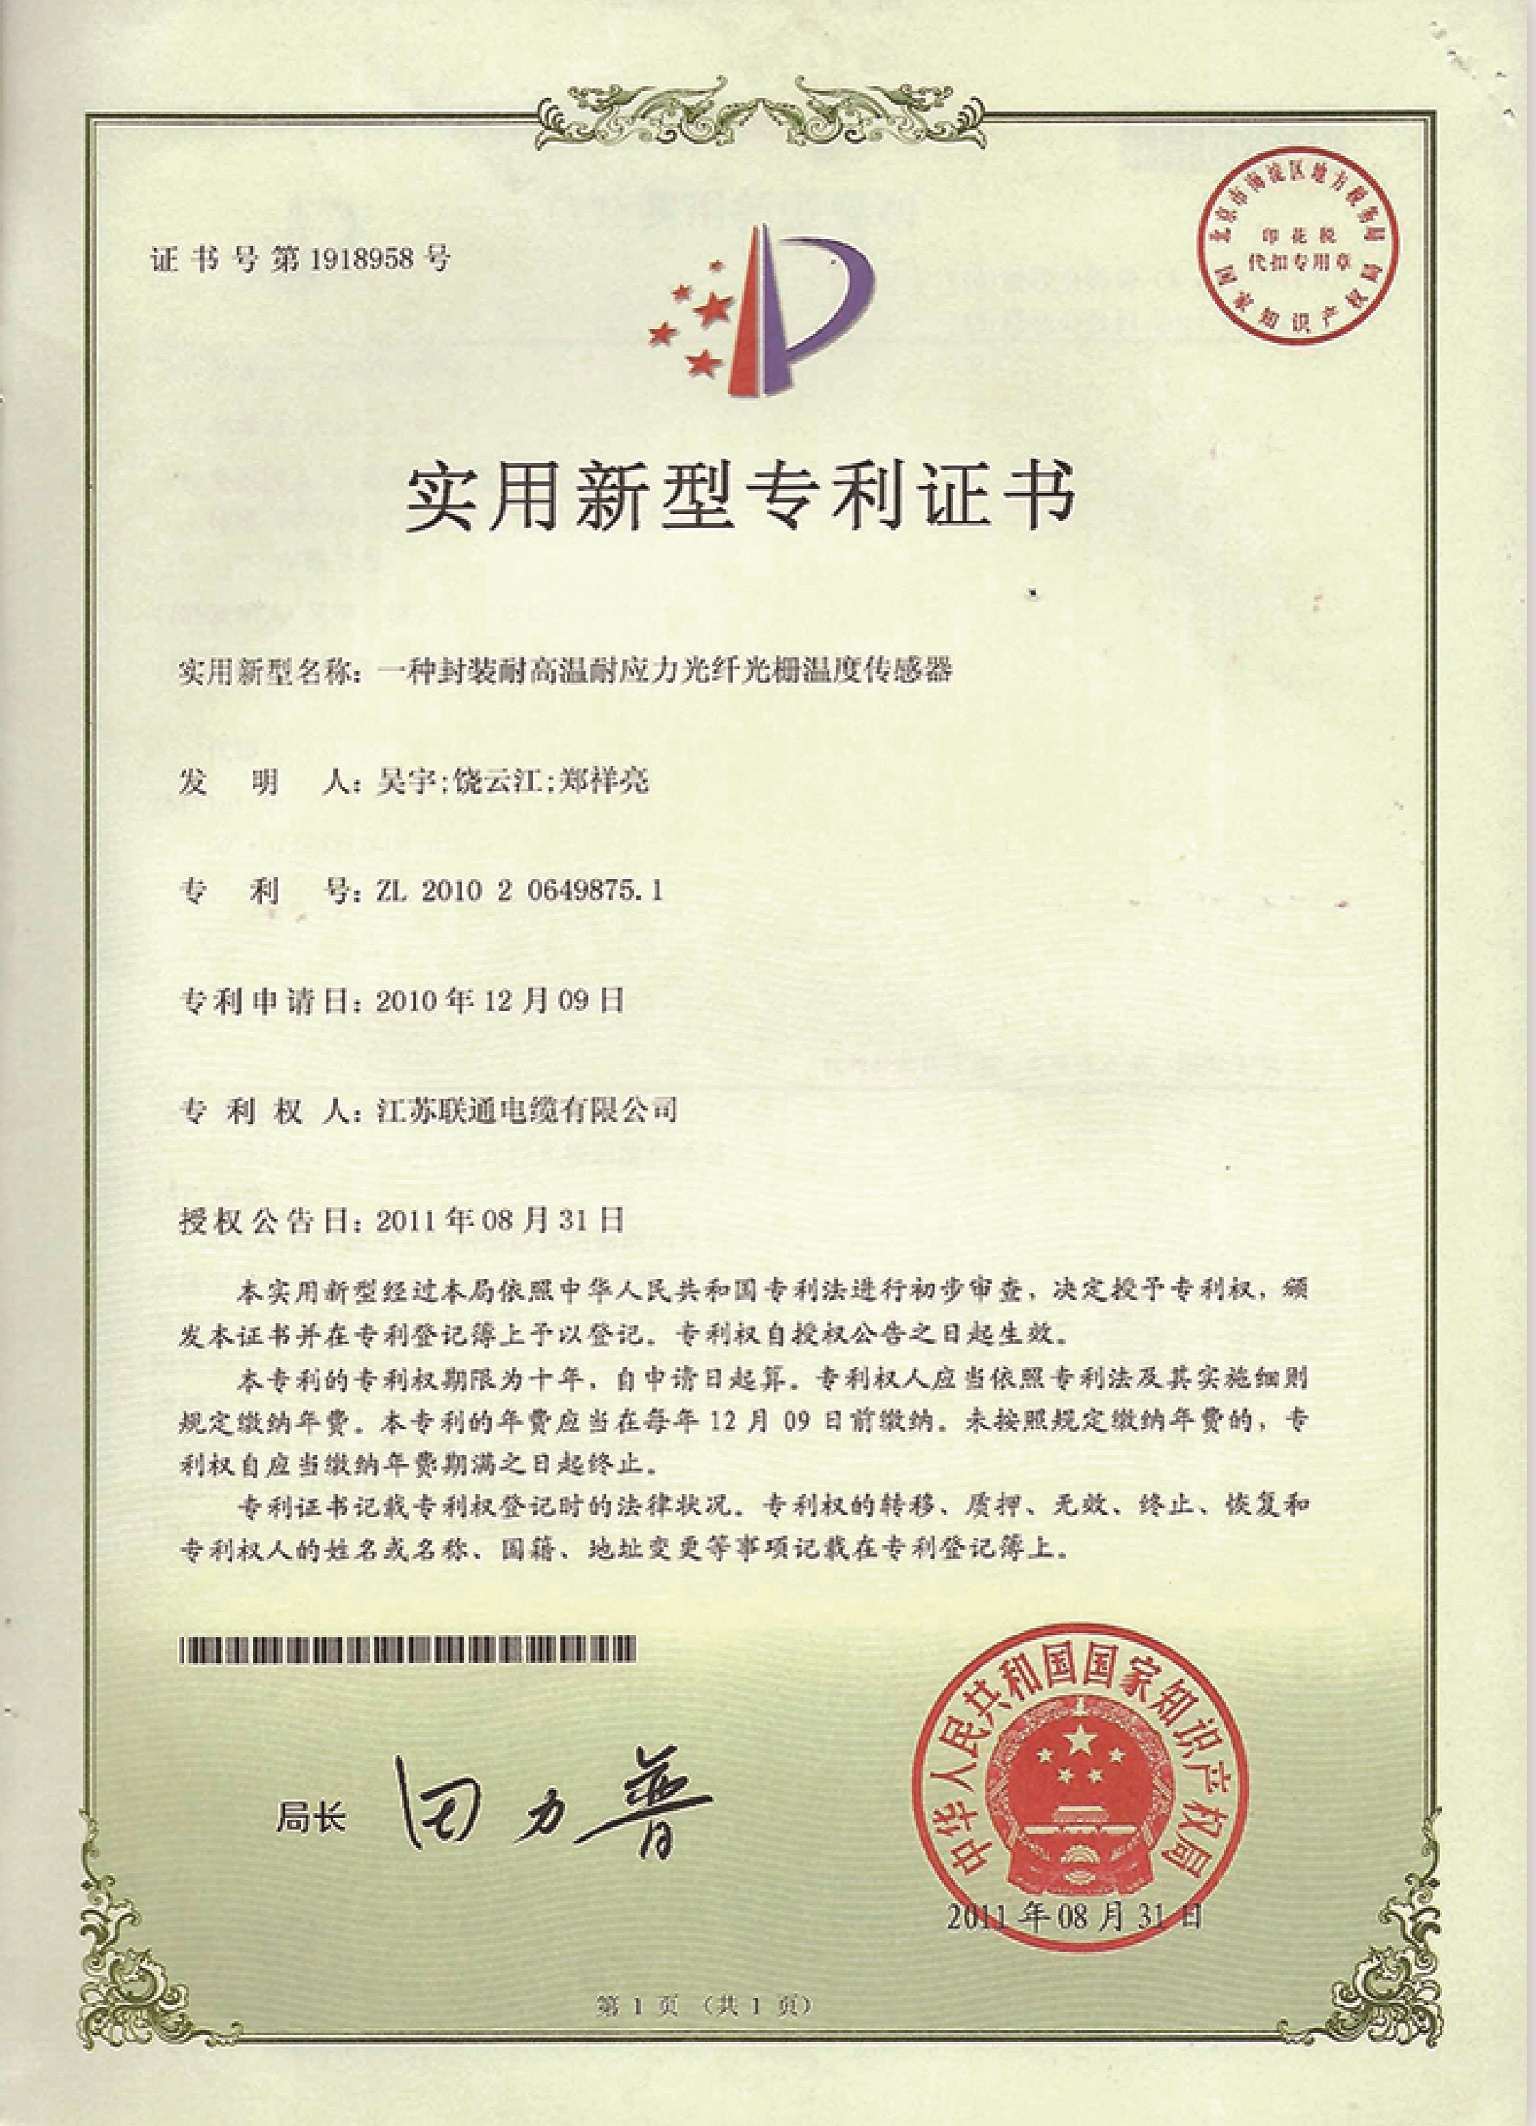 证书号第1918958号
北京市海淀区地方税务局
印花税
代扣专用章
国家知识产权局
实用新型专利证书
实用新型名称：一种封装耐高温耐应力光纤光栅温度传感器
发明人：吴宇;饶云江;郑祥亮
专利号：ZL 2010 2 0649875.1
专利申请日：2010年12月09日
专利权人：江苏联通电缆有限公司
授权公告日：2011年08月31日
本实用新型经过本局依照中华人民共和国专利法进行初步审查，决定授予专利权，颁
发本证书并在专利登记簿上予以登记。专利权自授权公告之日起生效。
本专利的专利权期限为十年，自申请日起算。专利权人应当依照专利法及其实施细则
规定缴纳年费。本专利的年费应当在每年12月09日前缴纳。未按照规定缴纳年费的，专
利权自应当缴纳年费期满之日起终止。
专利证书记载专利权登记时的法律状况。专利权的转移、质押、无效、终止、恢复和
专利权人的姓名或名称、国籍、地址变更等事项记载在专利登记簿上。
局长 田力普
中华人民共和国国家知识产权局
2011年08月31日
第1页（共1页）